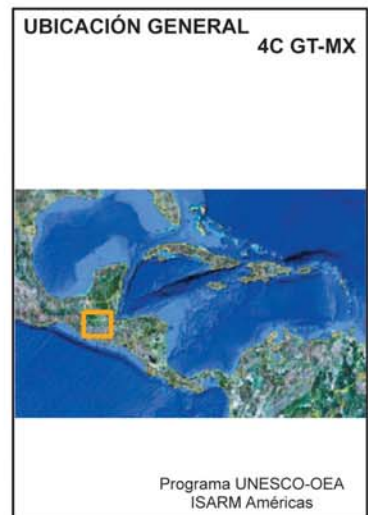 UBICACIÓN GENERAL
4C GT-MX
Programa UNESCO-OEA
ISARM Américas